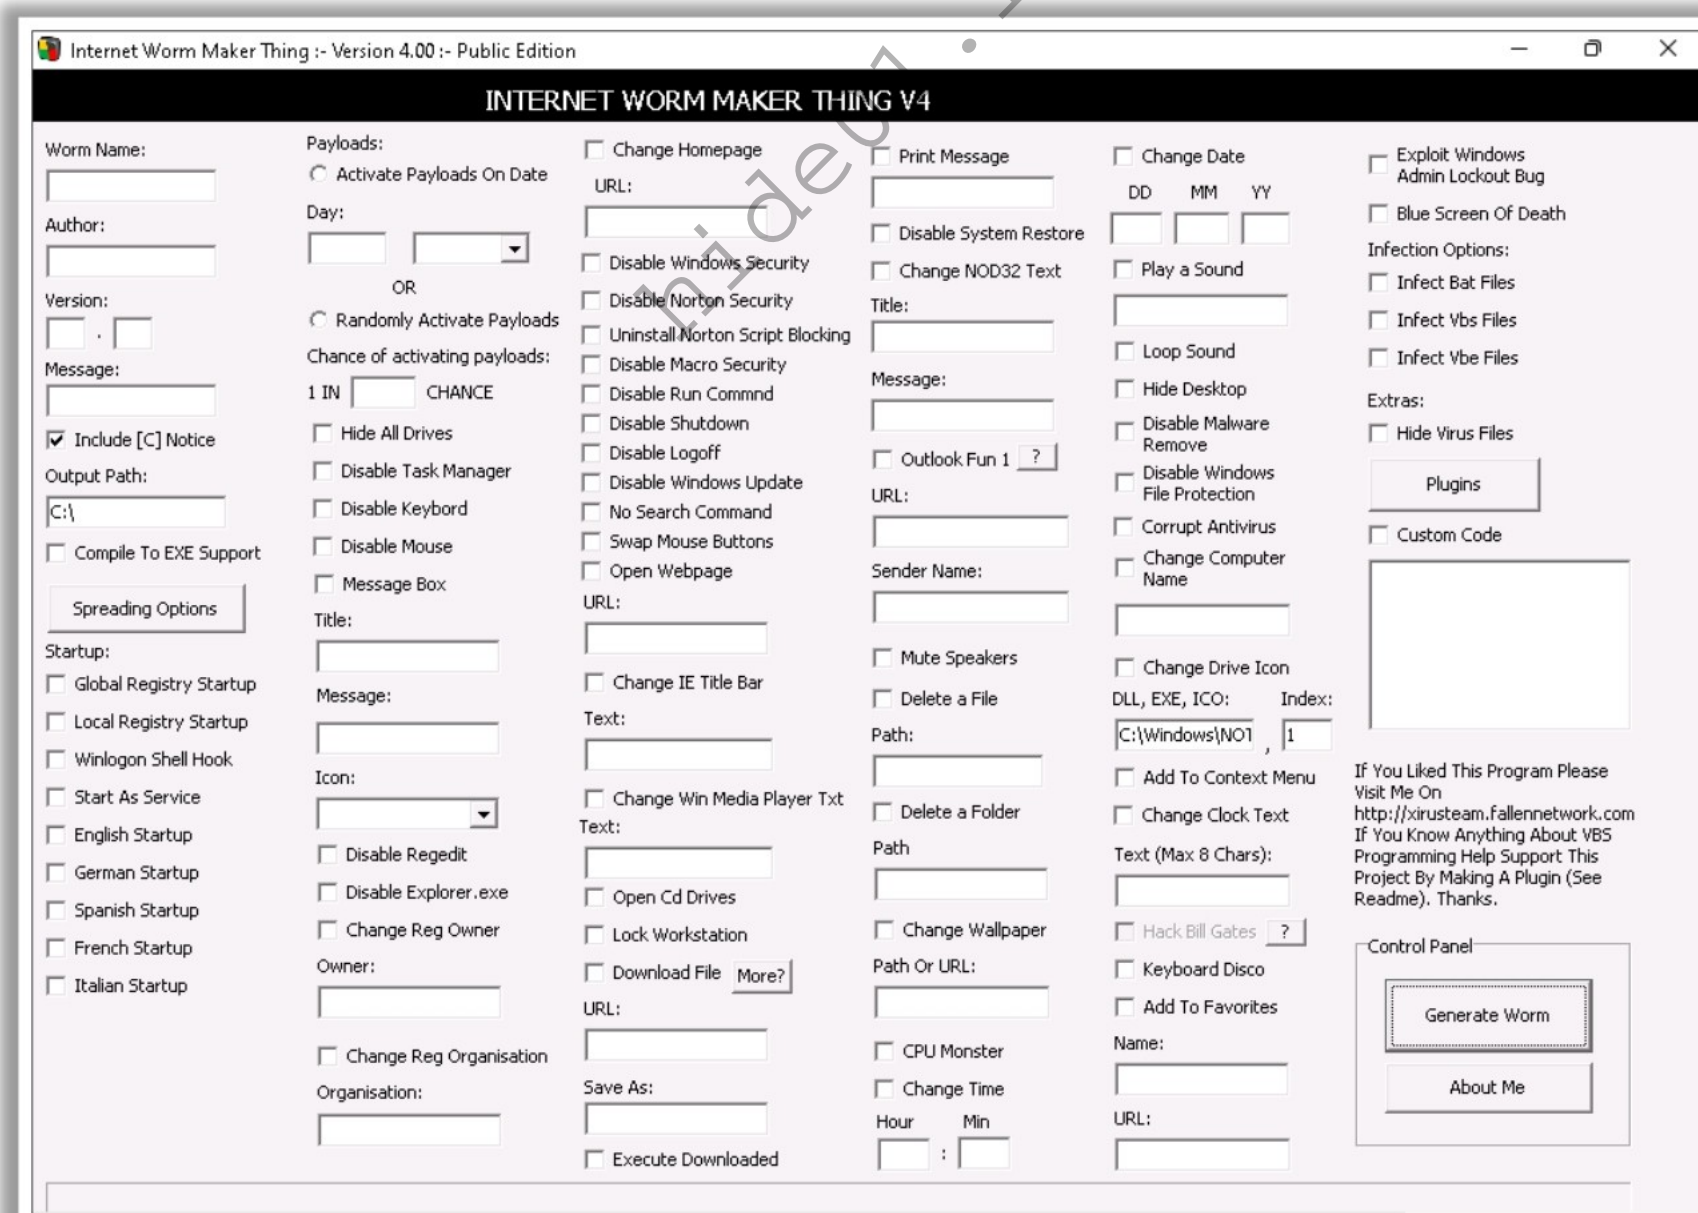 Internet Worm Maker Thing :- Version 4.00 :- Public Edition
INTERNET WORM MAKER THING V4
Worm Name:
Author:
Version:
.
Message:
Include [C] Notice
Output Path:
C:\
Compile To EXE Support
Spreading Options
Startup:
Global Registry Startup
Local Registry Startup
Winlogon Shell Hook
Start As Service
English Startup
German Startup
Spanish Startup
French Startup
Italian Startup
Payloads:
Activate Payloads On Date
Day:
OR
Randomly Activate Payloads
Chance of activating payloads:
1 IN CHANCE
Hide All Drives
Disable Task Manager
Disable Keybord
Disable Mouse
Message Box
Title:
Message:
Icon:
Disable Regedit
Disable Explorer.exe
Change Reg Owner
Owner:
Change Reg Organisation
Organisation:
Change Homepage
URL:
Disable Windows Security
Disable Norton Security
Uninstall Norton Script Blocking
Disable Macro Security
Disable Run Commnd
Disable Shutdown
Disable Logoff
Disable Windows Update
No Search Command
Swap Mouse Buttons
Open Webpage
URL:
Change IE Title Bar
Text:
Change Win Media Player Txt
Text:
Open Cd Drives
Lock Workstation
Download File More?
URL:
Save As:
Execute Downloaded
Print Message
Disable System Restore
Change NOD32 Text
Title:
Message:
Outlook Fun 1 ?
URL:
Sender Name:
Mute Speakers
Delete a File
Path:
Delete a Folder
Path
Change Wallpaper
Path Or URL:
CPU Monster
Change Time
Hour Min
:
Change Date
DD MM YY
Play a Sound
Loop Sound
Hide Desktop
Disable Malware
Remove
Disable Windows
File Protection
Corrupt Antivirus
Change Computer
Name
Change Drive Icon
DLL, EXE, ICO: Index:
C:\Windows\NOT , 1
Add To Context Menu
Change Clock Text
Text (Max 8 Chars):
Hack Bill Gates ?
Keyboard Disco
Add To Favorites
Name:
URL:
Exploit Windows
Admin Lockout Bug
Blue Screen Of Death
Infection Options:
Infect Bat Files
Infect Vbs Files
Infect Vbe Files
Extras:
Hide Virus Files
Plugins
Custom Code
If You Liked This Program Please
Visit Me On
http://xirusteam.fallennetwork.com
If You Know Anything About VBS
Programming Help Support This
Project By Making A Plugin (See
Readme). Thanks.
Control Panel
Generate Worm
About Me